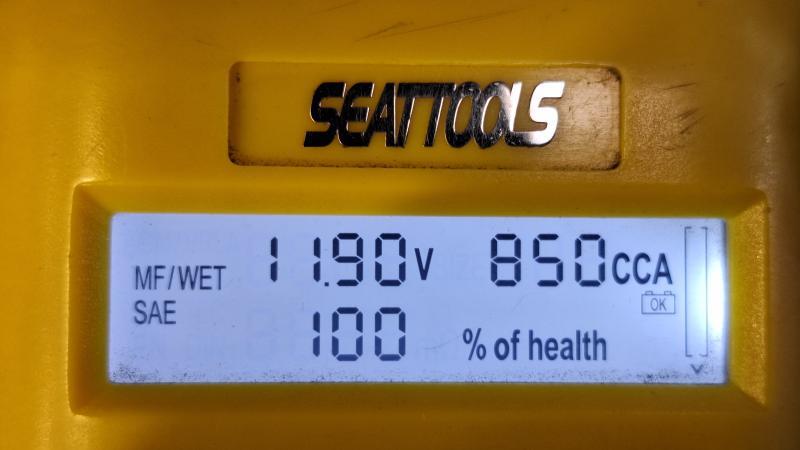 SEATTOOLS
MF/WET 11.90V 850CCA
SAE OK
100 % of health